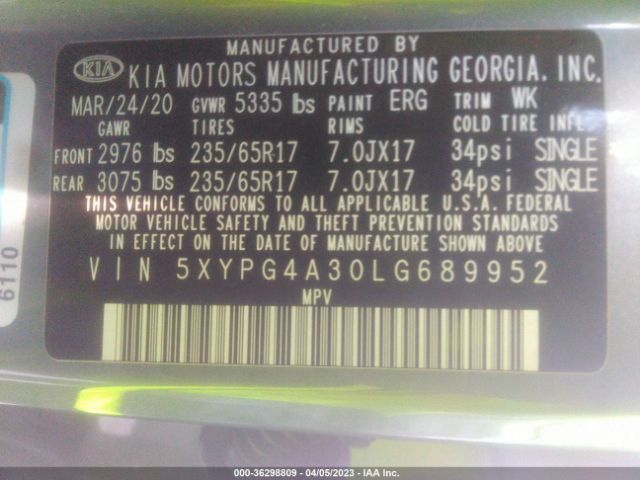 MANUFACTURED BY
KIA KIA MOTORS MANUFACTURING GEORGIA. INC.
MAR/24/20 GVWR 5335 lbs PAINT ERG TRIM WK
GAWR TIRES RIMS COLD TIRE INFL.
FRONT 2976 lbs 235/65R17 7.0JX17 34psi SINGLE
REAR 3075 lbs 235/65R17 7.0JX17 34psi SINGLE
THIS VEHICLE CONFORMS TO ALL APPLICABLE U.S.A. FEDERAL
MOTOR VEHICLE SAFETY AND THEFT PREVENTION STANDARDS
IN EFFECT ON THE DATE OF MANUFACTURE SHOWN ABOVE.
VIN 5XYPG4A30LG689952
MPV
6110
000-36298809 - 04/05/2023 - IAA Inc.